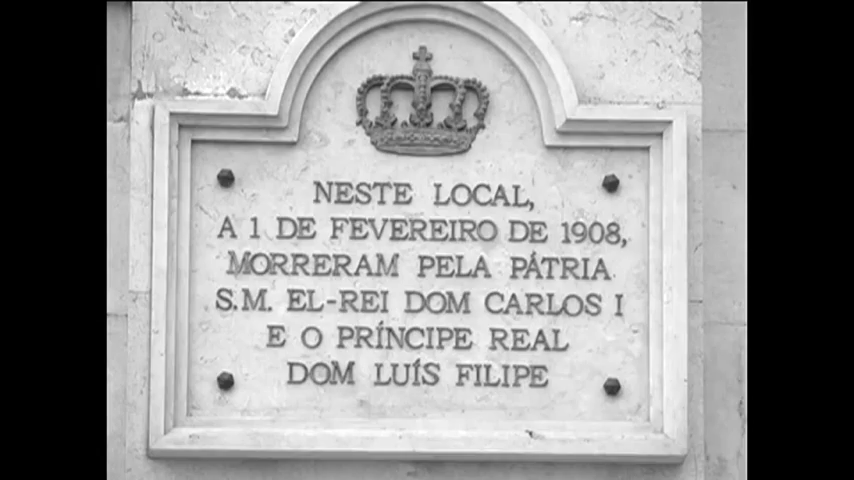 NESTE LOCAL,
A 1 DE FEVEREIRO DE 1908,
MORRERAM PELA PÁTRIA
S.M. EL-REI DOM CARLOS I
E O PRÍNCIPE REAL
DOM LUÍS FILIPE